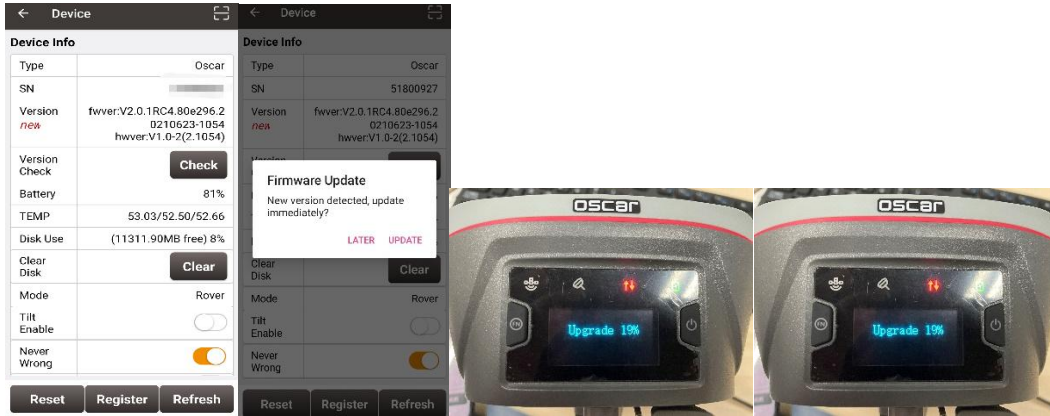 Device
Device Info
Type Oscar
SN
Version fwver:V2.0.1RC4.80e296.2
new 0210623-1054
hwver:V1.0-2(2.1054)
Version
Check Check
Battery 81%
TEMP 53.03/52.50/52.66
Disk Use (11311.90MB free) 8%
Clear
Disk Clear
Mode Rover
Tilt
Enable
Never
Wrong
Reset Register Refresh
Device
Device Info
Type Oscar
SN 51800927
Version fwver:V2.0.1RC4.80e296.2
new 0210623-1054
hwver:V1.0-2(2.1054)
Firmware Update
New version detected, update
immediately?
LATER UPDATE
Clear
Disk Clear
Mode Rover
Tilt
Enable
Never
Wrong
Reset Register Refresh
OSCAR
FN
Upgrade 19%
OSCAR
FN
Upgrade 19%